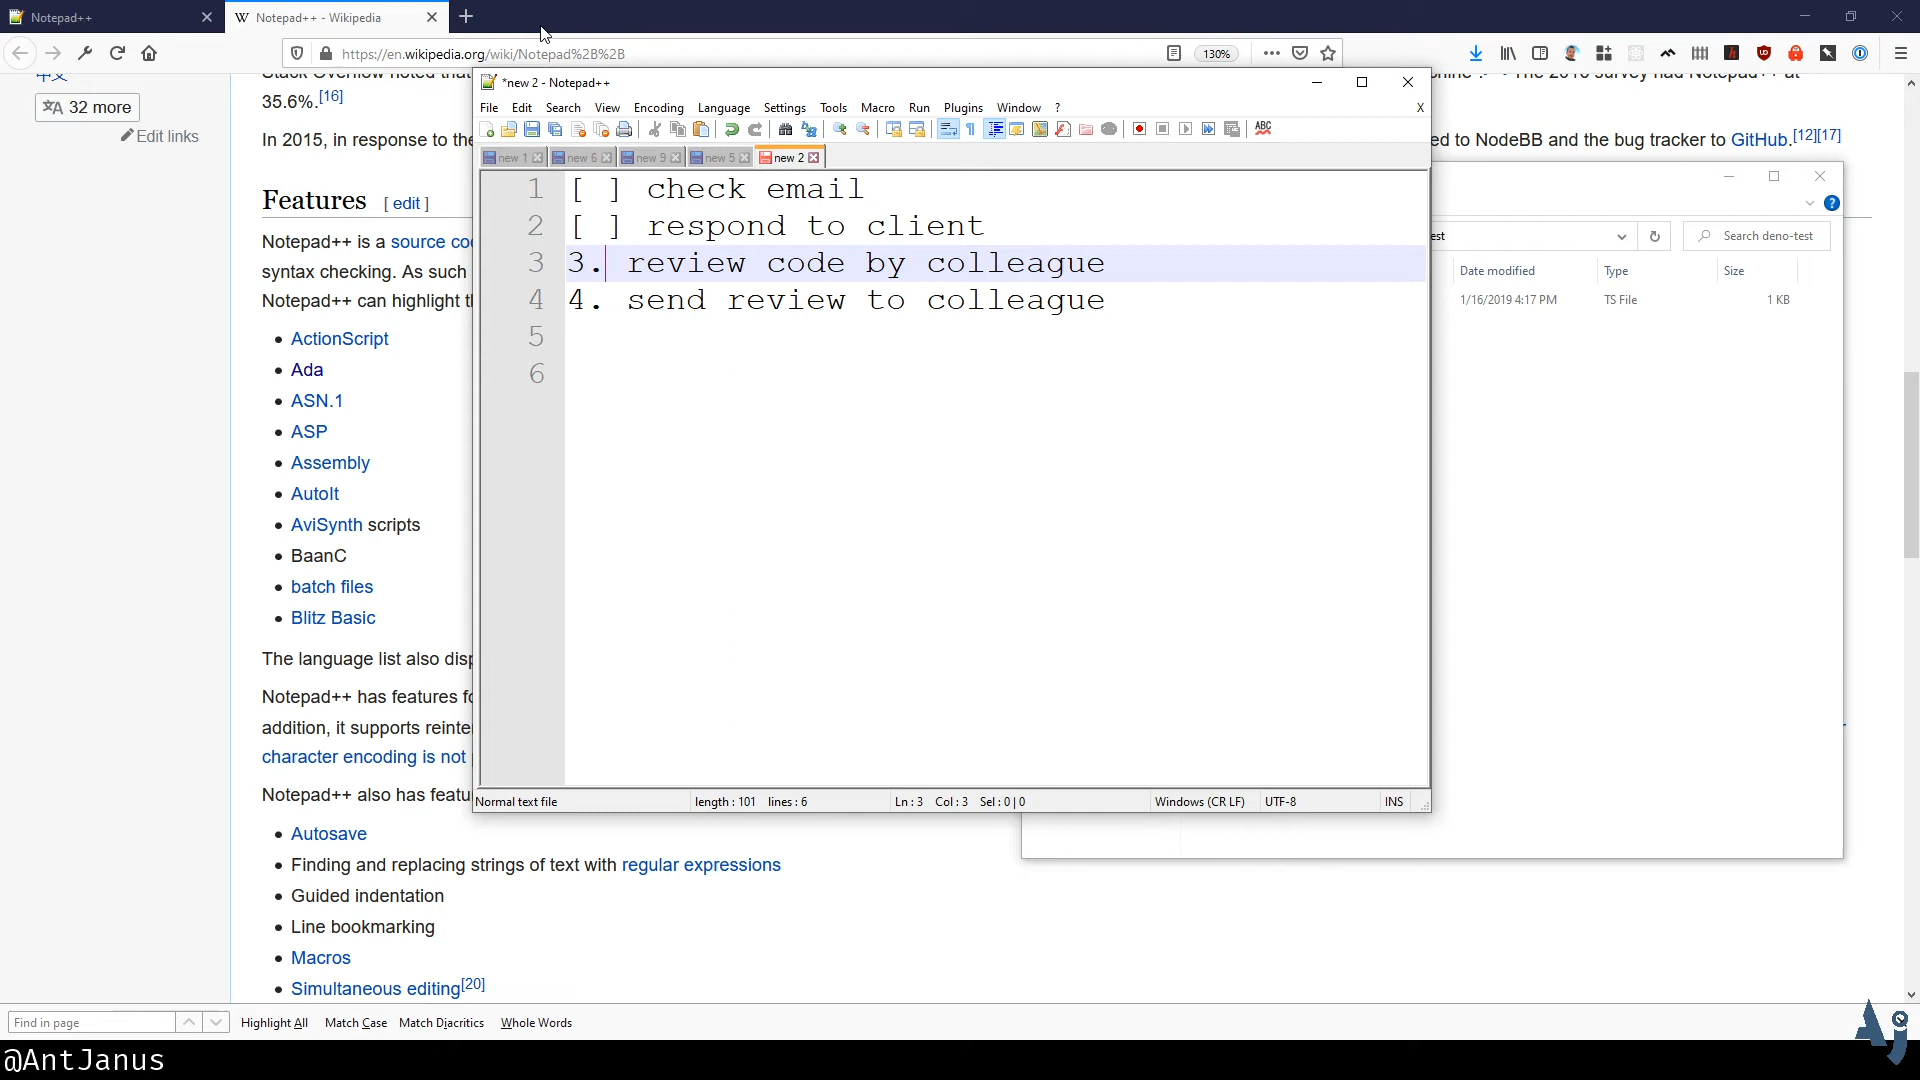 Notepad++
Notepad++ - Wikipedia
https://en.wikipedia.org/wiki/Notepad%2B%2B
130%
中文
32 more
Edit links
35.6%.[16]
In 2015, in response to the
ed to NodeBB and the bug tracker to GitHub.[12][17]
Features [ edit ]
Notepad++ is a source co
syntax checking. As such
Notepad++ can highlight t
ActionScript
Ada
ASN.1
ASP
Assembly
AutoIt
AviSynth scripts
BaanC
batch files
Blitz Basic
The language list also disp
Notepad++ has features fo
addition, it supports reinte
character encoding is not
Notepad++ also has featu
Autosave
Finding and replacing strings of text with regular expressions
Guided indentation
Line bookmarking
Macros
Simultaneous editing[20]
*new 2 - Notepad++
File Edit Search View Encoding Language Settings Tools Macro Run Plugins Window ? X
ABC
new 1 new 6 new 9 new 5 new 2
1 [ ] check email
2 [ ] respond to client
3 3. review code by colleague
4 4. send review to colleague
5
6
Normal text file length : 101 lines : 6 Ln : 3 Col : 3 Sel : 0 | 0 Windows (CR LF) UTF-8 INS
est
Search deno-test
Date modified Type Size
1/16/2019 4:17 PM TS File 1 KB
Find in page Highlight All Match Case Match Diacritics Whole Words
@AntJanus